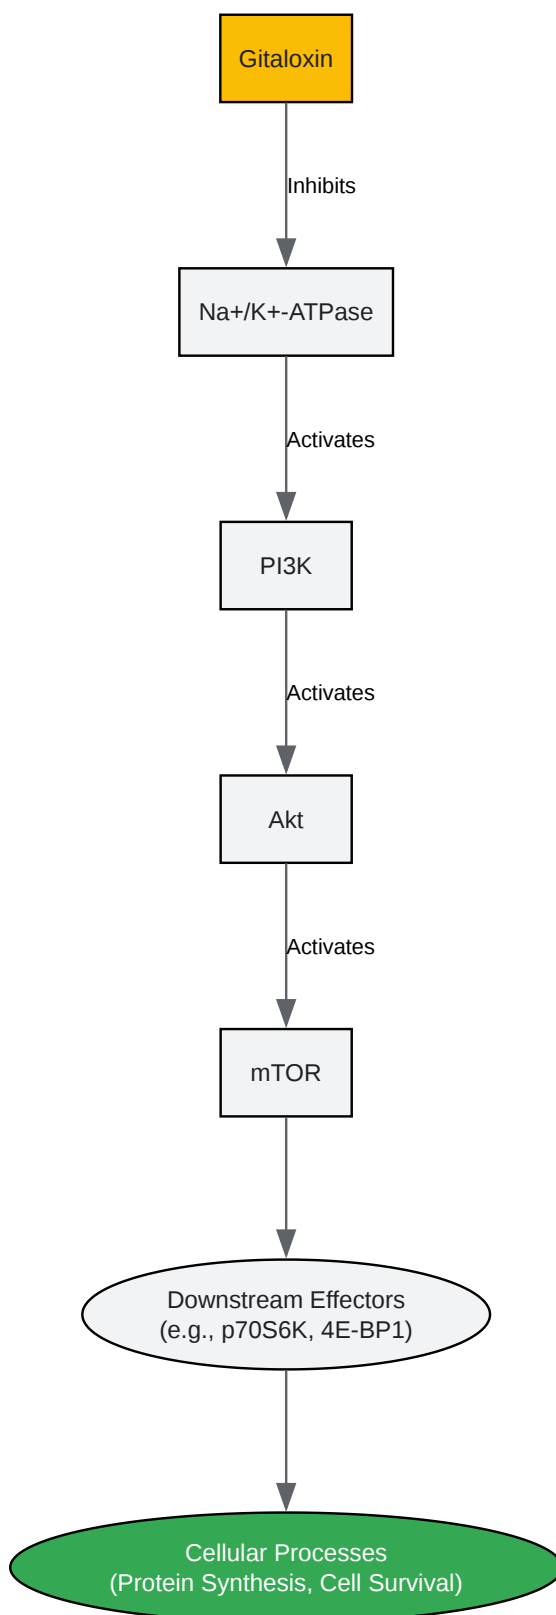 Gitaloxin
Inhibits
Na+/K+-ATPase
Activates
PI3K
Activates
Akt
Activates
mTOR
Downstream Effectors
(e.g., p70S6K, 4E-BP1)
Cellular Processes
(Protein Synthesis, Cell Survival)